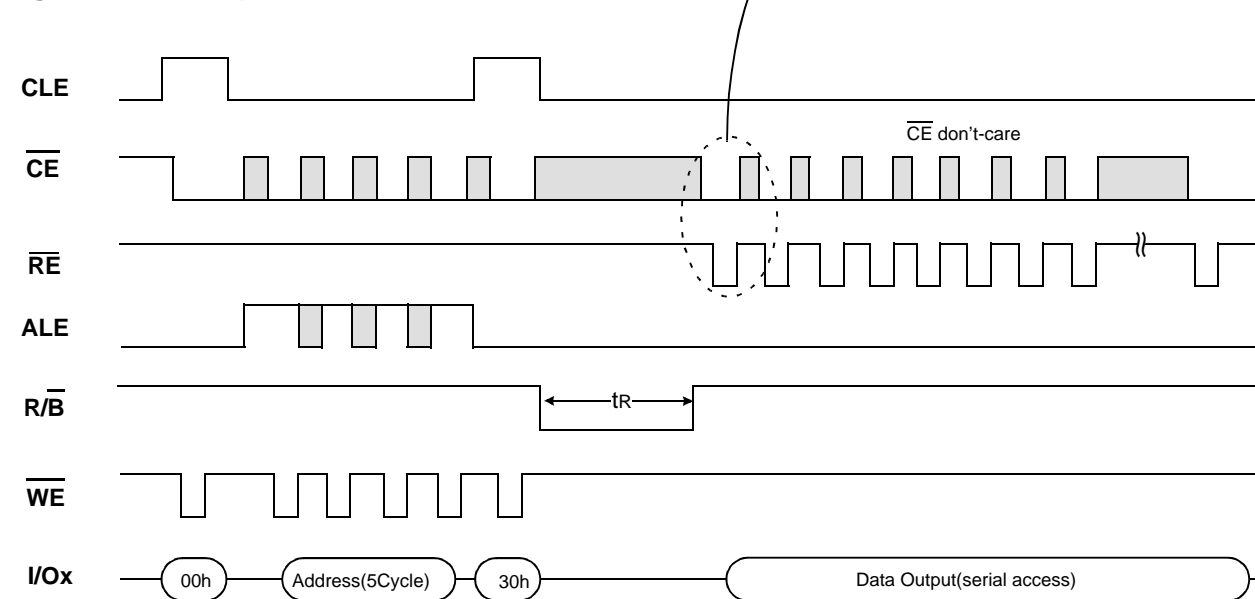 CLE
CE don't-care
CE
RE
ALE
R/B
tR
WE
I/Ox
00h
Address(5Cycle)
30h
Data Output(serial access)